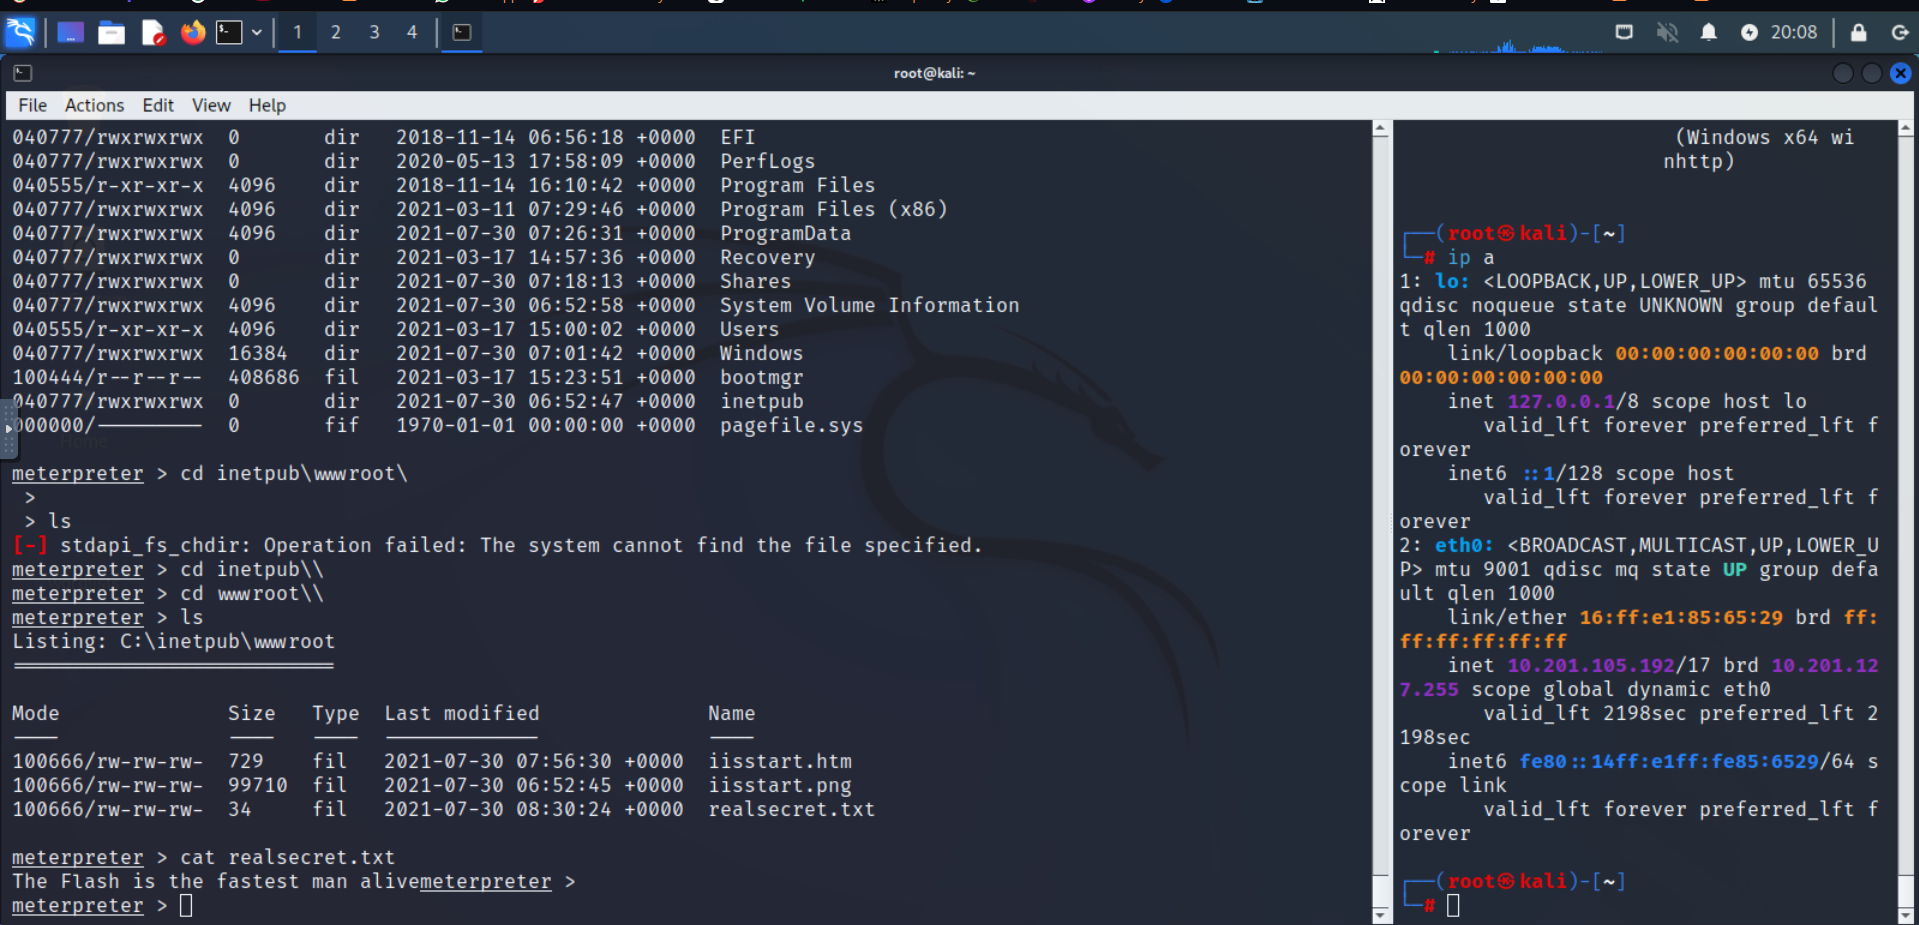 1 2 3 4
20:08
root@kali: ~
File Actions Edit View Help
040777/rwxrwxrwx 0 dir 2018-11-14 06:56:18 +0000 EFI
040777/rwxrwxrwx 0 dir 2020-05-13 17:58:09 +0000 PerfLogs
040555/r-xr-xr-x 4096 dir 2018-11-14 16:10:42 +0000 Program Files
040777/rwxrwxrwx 4096 dir 2021-03-11 07:29:46 +0000 Program Files (x86)
040777/rwxrwxrwx 4096 dir 2021-07-30 07:26:31 +0000 ProgramData
040777/rwxrwxrwx 0 dir 2021-03-17 14:57:36 +0000 Recovery
040777/rwxrwxrwx 0 dir 2021-07-30 07:18:13 +0000 Shares
040777/rwxrwxrwx 4096 dir 2021-07-30 06:52:58 +0000 System Volume Information
040555/r-xr-xr-x 4096 dir 2021-03-17 15:00:02 +0000 Users
040777/rwxrwxrwx 16384 dir 2021-07-30 07:01:42 +0000 Windows
100444/r--r--r-- 408686 fil 2021-03-17 15:23:51 +0000 bootmgr
040777/rwxrwxrwx 0 dir 2021-07-30 06:52:47 +0000 inetpub
000000/--------- 0 fif 1970-01-01 00:00:00 +0000 pagefile.sys
Home
meterpreter > cd inetpub\wwwroot\
>
> ls
[-] stdapi_fs_chdir: Operation failed: The system cannot find the file specified.
meterpreter > cd inetpub\\
meterpreter > cd wwwroot\\
meterpreter > ls
Listing: C:\inetpub\wwwroot
===========================
Mode Size Type Last modified Name
---- ---- ---- ------------- ----
100666/rw-rw-rw- 729 fil 2021-07-30 07:56:30 +0000 iisstart.htm
100666/rw-rw-rw- 99710 fil 2021-07-30 06:52:45 +0000 iisstart.png
100666/rw-rw-rw- 34 fil 2021-07-30 08:30:24 +0000 realsecret.txt
meterpreter > cat realsecret.txt
The Flash is the fastest man alivemeterpreter >
meterpreter >
(Windows x64 wi
nhttp)
┌──(root㉿kali)-[~]
└─# ip a
1: lo: <LOOPBACK,UP,LOWER_UP> mtu 65536
qdisc noqueue state UNKNOWN group defaul
t qlen 1000
link/loopback 00:00:00:00:00:00 brd
00:00:00:00:00:00
inet 127.0.0.1/8 scope host lo
valid_lft forever preferred_lft f
orever
inet6 ::1/128 scope host
valid_lft forever preferred_lft f
orever
2: eth0: <BROADCAST,MULTICAST,UP,LOWER_U
P> mtu 9001 qdisc mq state UP group defa
ult qlen 1000
link/ether 16:ff:e1:85:65:29 brd ff:
ff:ff:ff:ff:ff
inet 10.201.105.192/17 brd 10.201.12
7.255 scope global dynamic eth0
valid_lft 2198sec preferred_lft 2
198sec
inet6 fe80::14ff:e1ff:fe85:6529/64 s
cope link
valid_lft forever preferred_lft f
orever
┌──(root㉿kali)-[~]
└─#